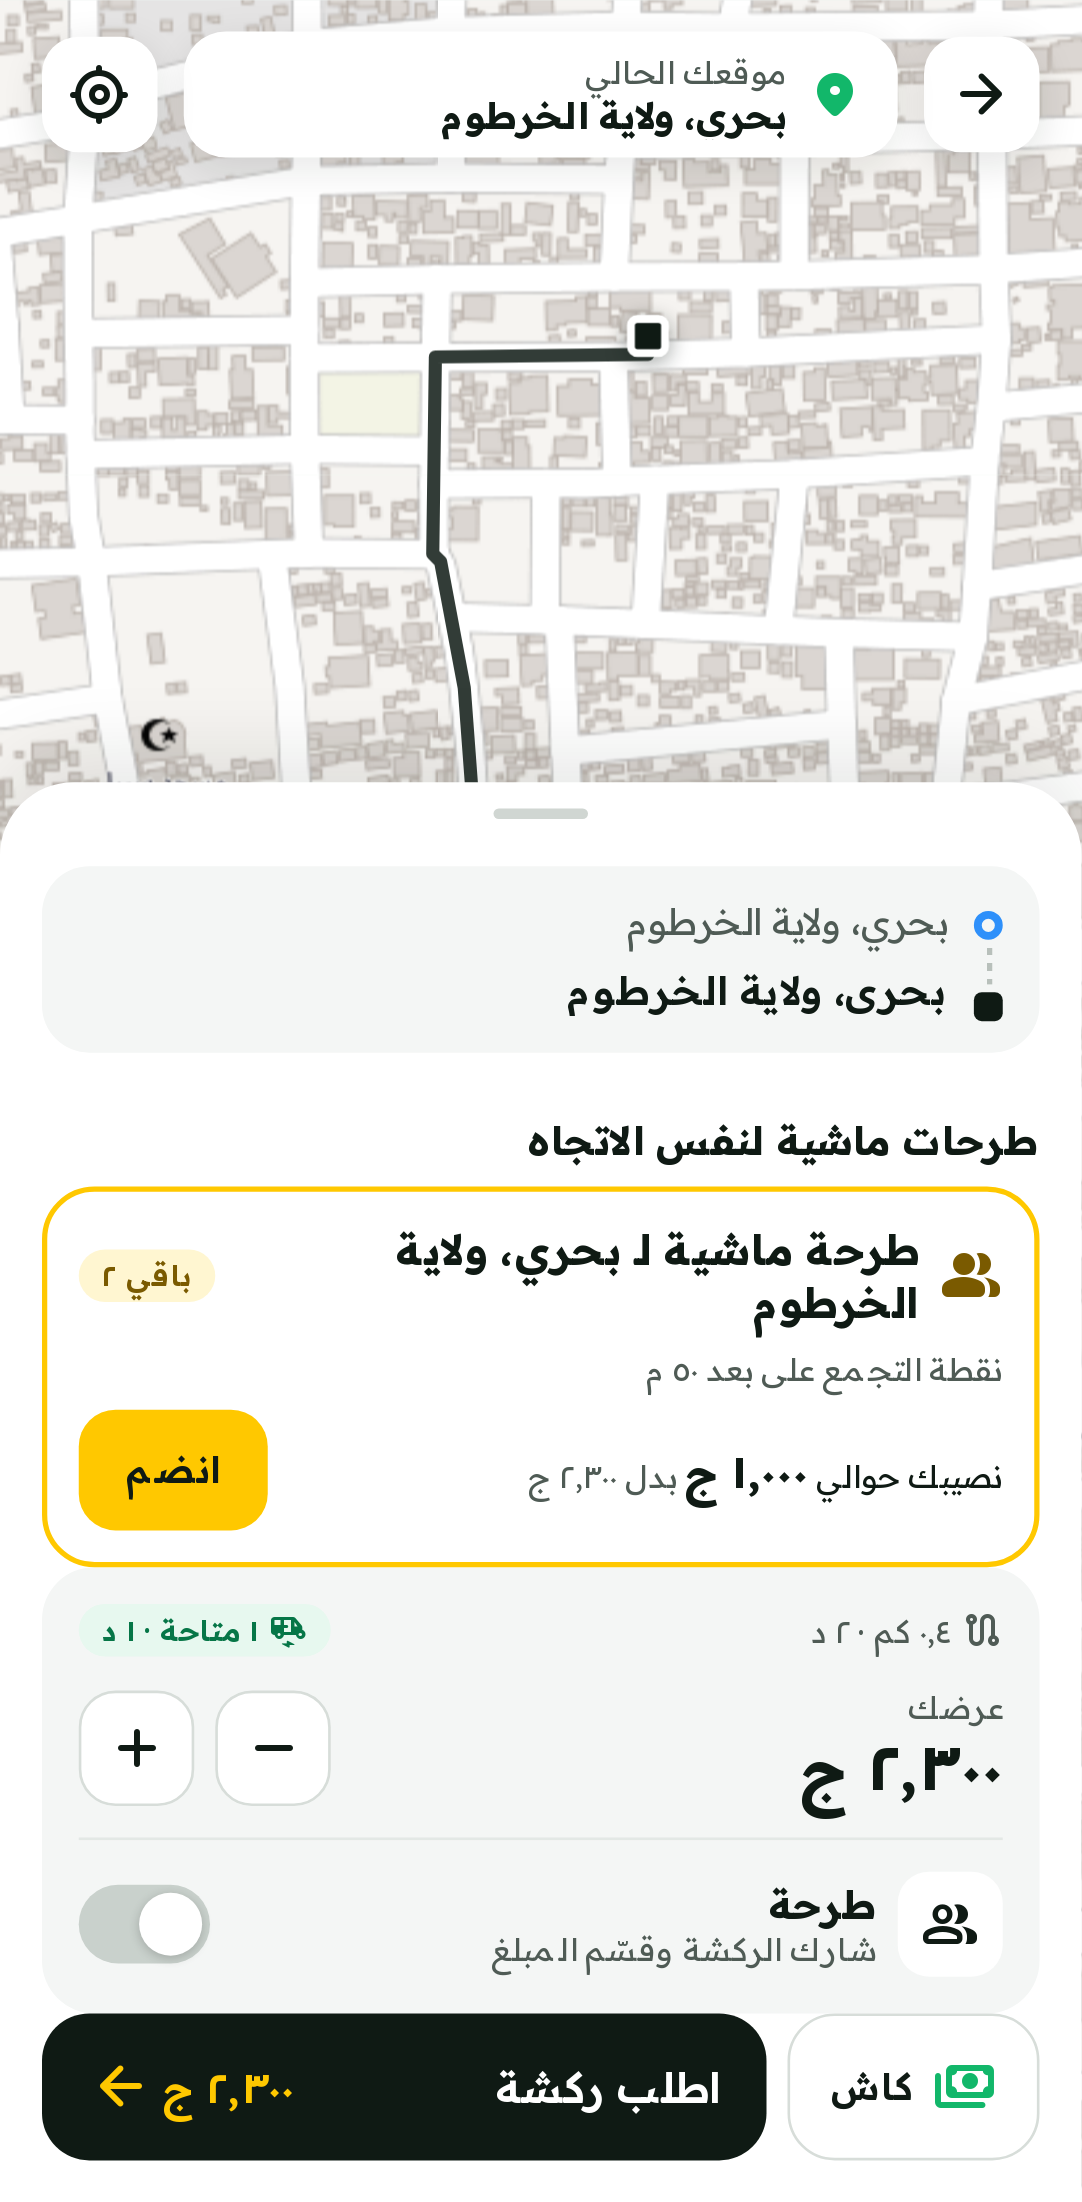 موقعك الحالي
بحرى، ولاية الخرطوم
بحري، ولاية الخرطوم
بحرى، ولاية الخرطوم
طرحات ماشية لنفس الاتجاه
طرحة ماشية لـ بحري، ولاية
الخرطوم
باقي ٢
نقطة التجمع على بعد ٥٠ م
نصيبك حوالي ١,٠٠٠ ج بدل ٢,٣٠٠ ج
انضم
٠,٤ كم · ٢ د
١ متاحة · ١ د
عرضك
٢,٣٠٠ ج
طرحة
شارك الركشة وقسّم المبلغ
كاش
اطلب ركشة
٢,٣٠٠ ج